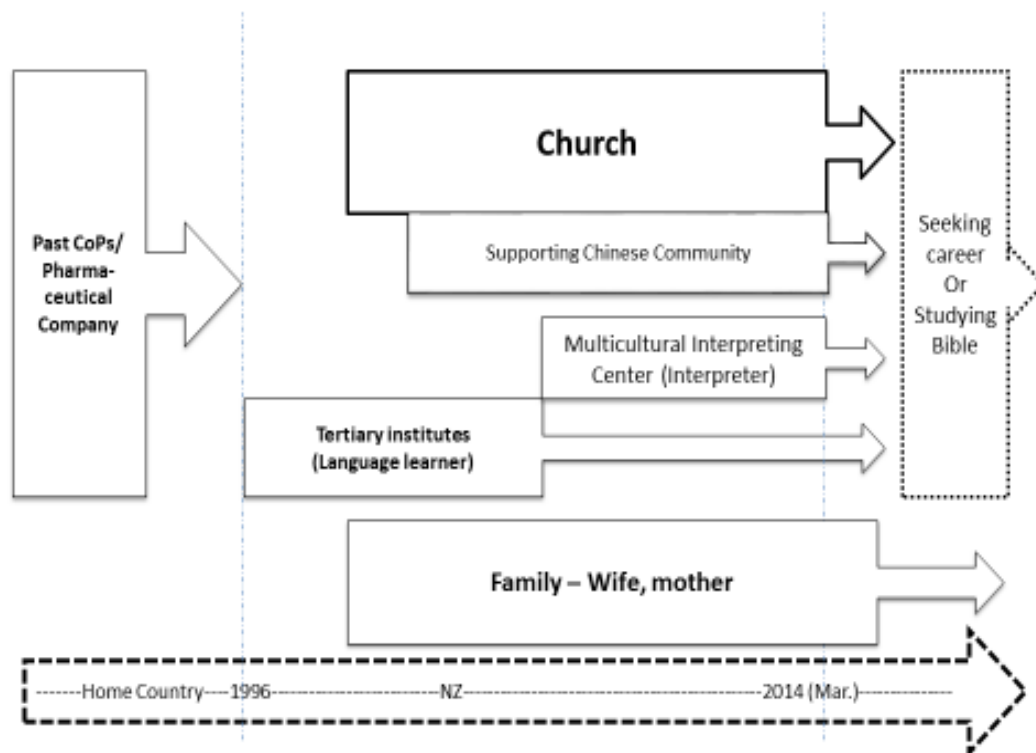 Church
Past CoPs/
Pharma-
ceutical
Company
Supporting Chinese Community
Seeking
career
Or
Studying
Bible
Multicultural Interpreting
Center (Interpreter)
Tertiary institutes
(Language learner)
Family – Wife, mother
-------Home Country----1996-----------------------NZ-----------------------------------------2014 (Mar.)-------------